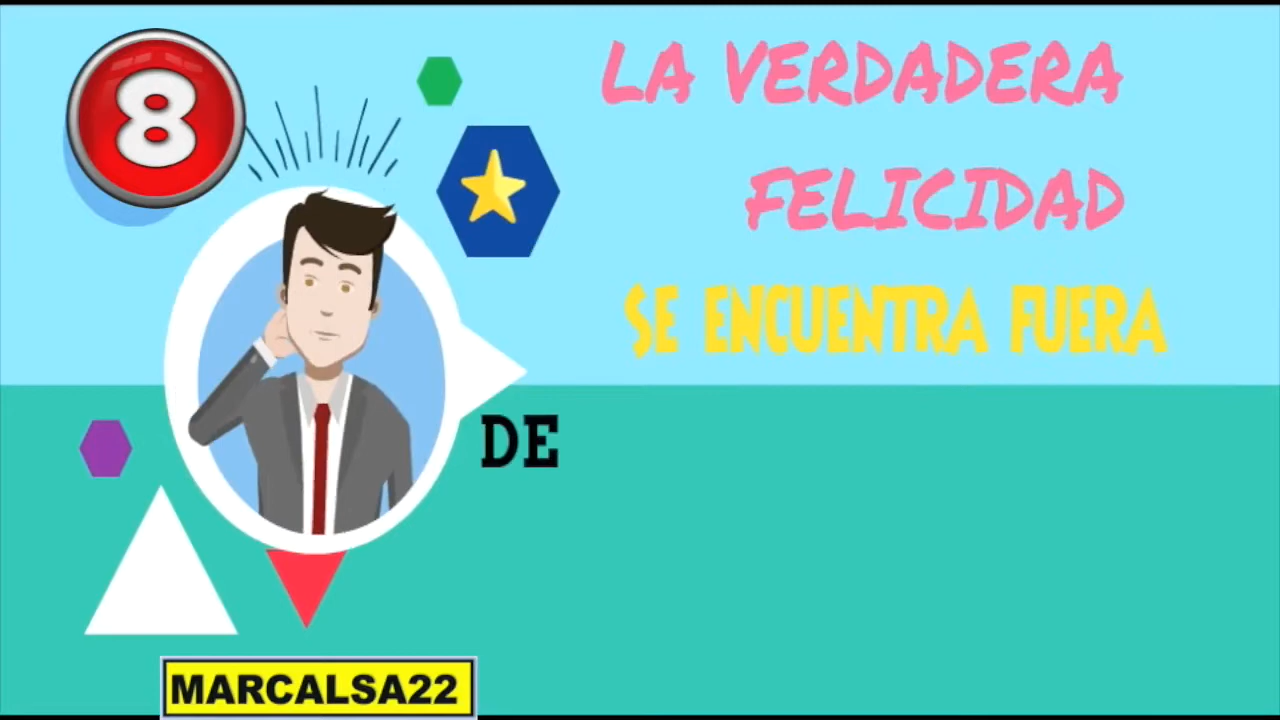 8
LA VERDADERA
FELICIDAD
SE ENCUENTRA FUERA
DE
MARCALSA22